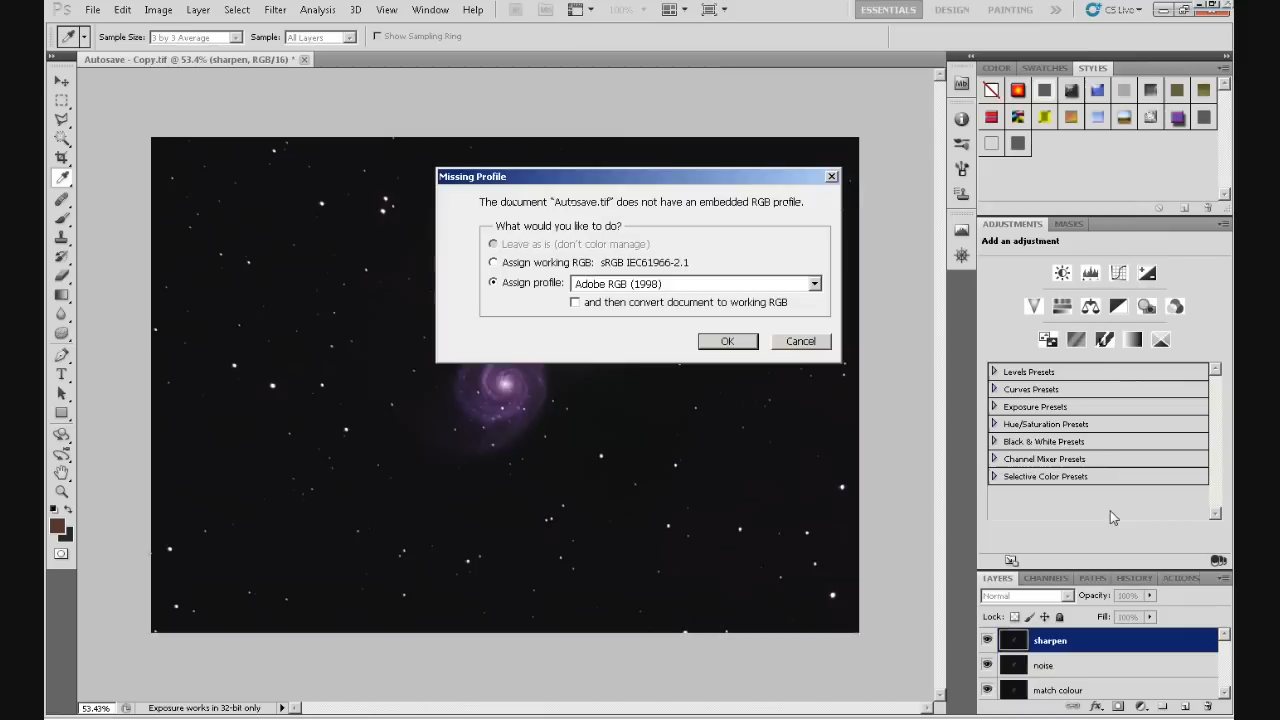 Ps File Edit Image Layer Select Filter Analysis 3D View Window Help Br Mb 100% ESSENTIALS DESIGN PAINTING CS Live
Sample Size: 3 by 3 Average Sample: All Layers Show Sampling Ring
Autosave - Copy.tif @ 53.4% (sharpen, RGB/16) *
COLOR SWATCHES STYLES
Mb
Missing Profile
The document "Autosave.tif" does not have an embedded RGB profile.
What would you like to do?
Leave as is (don't color manage)
Assign working RGB: sRGB IEC61966-2.1
Assign profile: Adobe RGB (1998)
and then convert document to working RGB
OK Cancel
ADJUSTMENTS MASKS
Add an adjustment
Levels Presets
Curves Presets
Exposure Presets
Hue/Saturation Presets
Black & White Presets
Channel Mixer Presets
Selective Color Presets
LAYERS CHANNELS PATHS HISTORY ACTIONS
Normal Opacity: 100%
Lock: Fill: 100%
sharpen
noise
match colour
53.43% Exposure works in 32-bit only